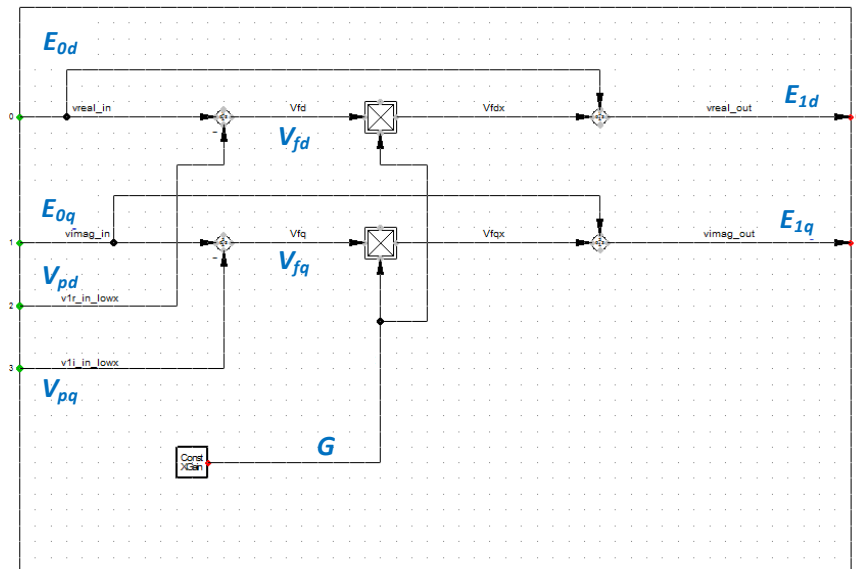 E0d
vreal_in
Vfd
Vfdx
vreal_out
E1d
0
-
Vfd
E0q
vimag_in
Vfq
Vfqx
vimag_out
E1q
1
-
Vfq
Vpd
2
v1r_in_lowx
3
v1i_in_lowx
Vpq
G
Const
XGain